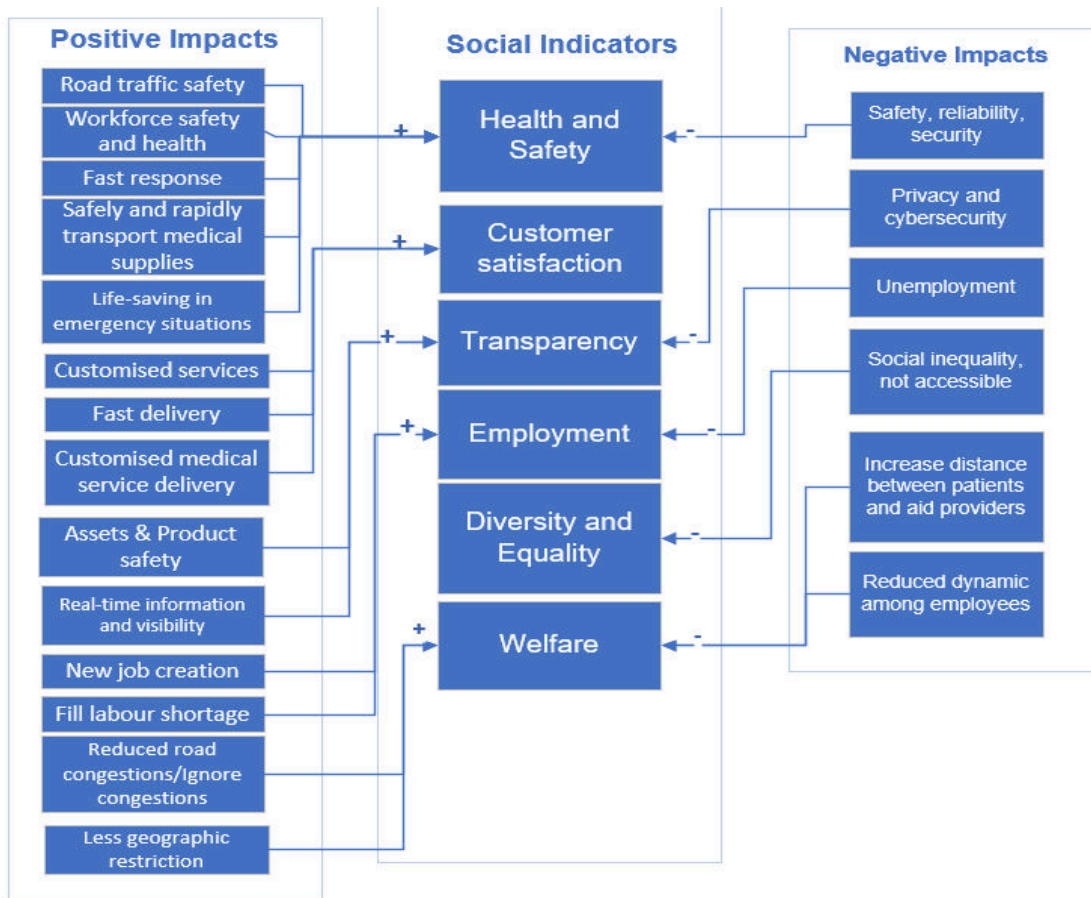 Positive Impacts
Road traffic safety
Workforce safety
and health
Fast response
Safely and rapidly
transport medical
supplies
Life-saving in
emergency situations
Customised services
Fast delivery
Customised medical
service delivery
Assets & Product
safety
Real-time information
and visibility
New job creation
Fill labour shortage
Reduced road
congestions/Ignore
congestions
Less geographic
restriction
+
+
+
+
+
Social Indicators
Health and
Safety
Customer
satisfaction
Transparency
Employment
Diversity and
Equality
Welfare
-
-
-
-
-
Negative Impacts
Safety, reliability,
security
Privacy and
cybersecurity
Unemployment
Social inequality,
not accessible
Increase distance
between patients
and aid providers
Reduced dynamic
among employees